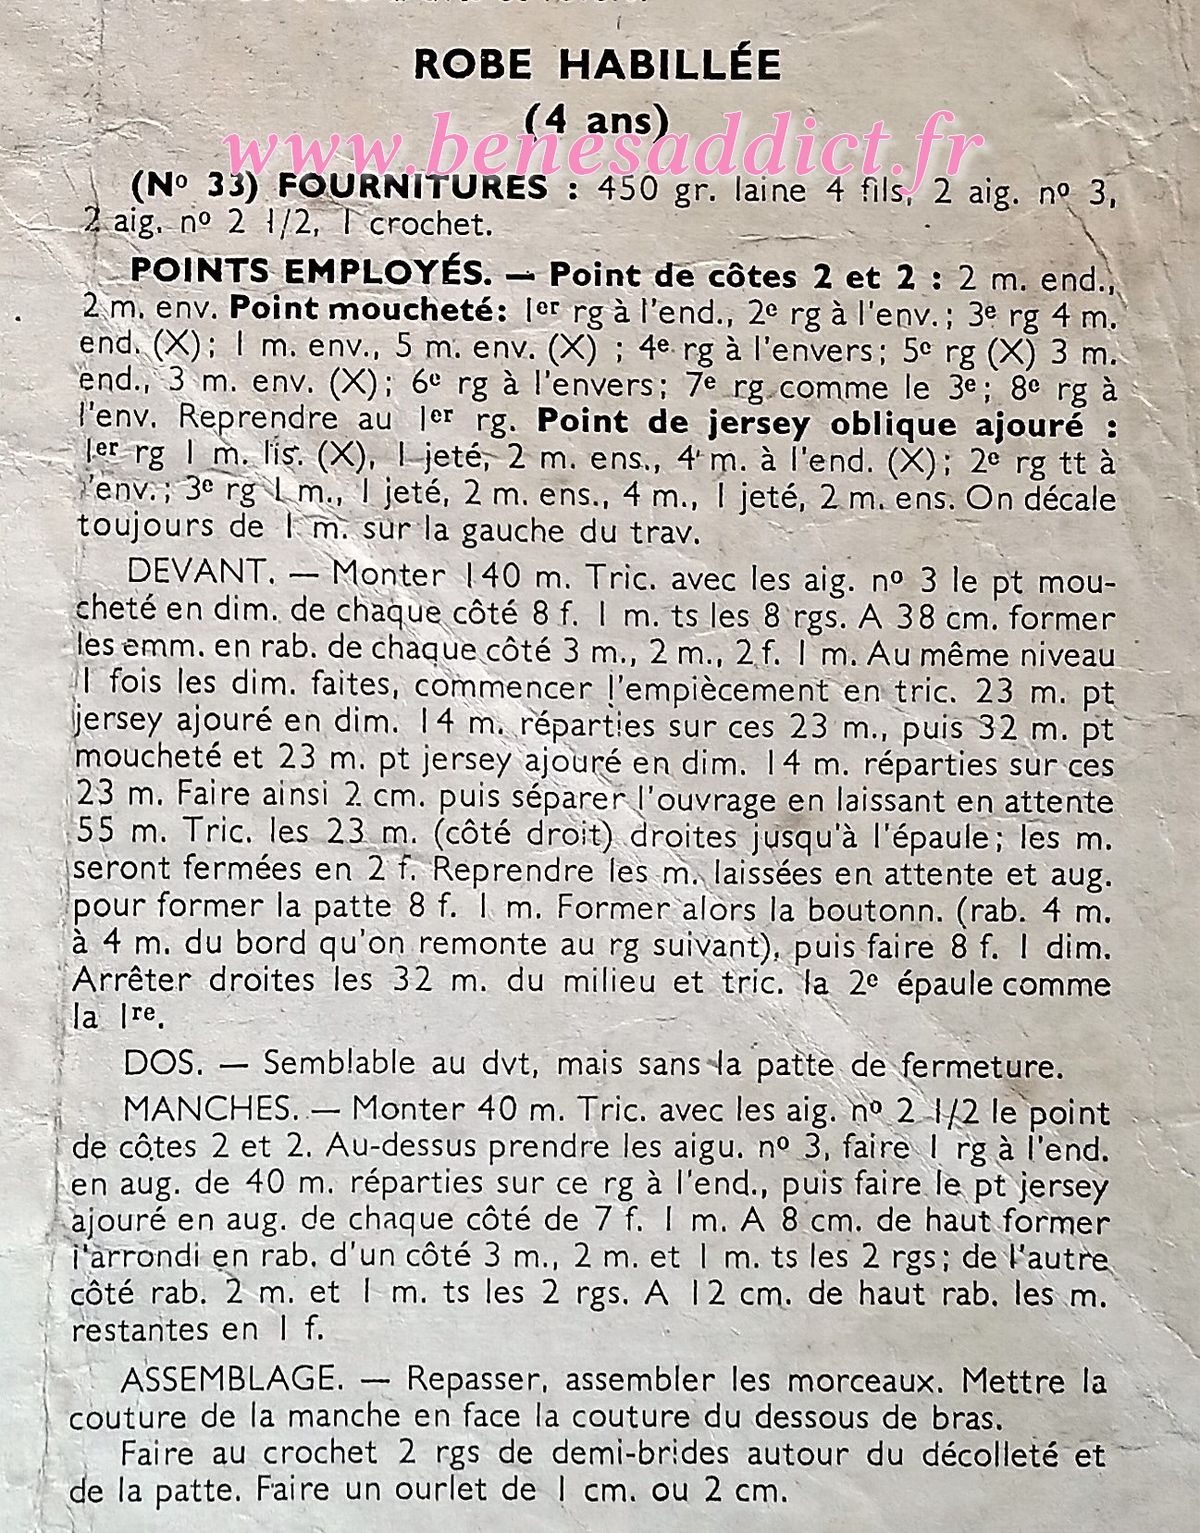 ROBE HABILLÉE
(4 ans)
www.benesaddict.fr
(Nº 33) FOURNITURES : 450 gr. laine 4 fils, 2 aig. nº 3,
2 aig. nº 2 1/2, 1 crochet.
POINTS EMPLOYÉS. — Point de côtes 2 et 2 : 2 m. end.,
2 m. env. Point moucheté: 1er rg à l'end., 2e rg à l'env.; 3e rg 4 m.
end. (X); 1 m. env., 5 m. env. (X) ; 4e rg à l'envers; 5e rg (X) 3 m.
end., 3 m. env. (X); 6e rg à l'envers; 7e rg comme le 3e; 8e rg à
l'env. Reprendre au 1er rg. Point de jersey oblique ajouré :
1er rg 1 m. lis. (X), 1 jeté, 2 m. ens., 4 m. à l'end. (X); 2e rg tt à
l'env.; 3e rg 1 m., 1 jeté, 2 m. ens., 4 m., 1 jeté, 2 m. ens. On décale
toujours de 1 m. sur la gauche du trav.
DEVANT. — Monter 140 m. Tric. avec les aig. nº 3 le pt mou-
cheté en dim. de chaque côté 8 f. 1 m. ts les 8 rgs. A 38 cm. former
les emm. en rab. de chaque côté 3 m., 2 m., 2 f. 1 m. Au même niveau
1 fois les dim. faites, commencer l'empiècement en tric. 23 m. pt
jersey ajouré en dim. 14 m. réparties sur ces 23 m., puis 32 m. pt
moucheté et 23 m. pt jersey ajouré en dim. 14 m. réparties sur ces
23 m. Faire ainsi 2 cm. puis séparer l'ouvrage en laissant en attente
55 m. Tric. les 23 m. (côté droit) droites jusqu'à l'épaule; les m.
seront fermées en 2 f. Reprendre les m. laissées en attente et aug.
pour former la patte 8 f. 1 m. Former alors la boutonn. (rab. 4 m.
à 4 m. du bord qu'on remonte au rg suivant), puis faire 8 f. 1 dim.
Arrêter droites les 32 m. du milieu et tric. la 2e épaule comme
la 1re.
DOS. — Semblable au dvt, mais sans la patte de fermeture.
MANCHES. — Monter 40 m. Tric. avec les aig. nº 2 1/2 le point
de côtes 2 et 2. Au-dessus prendre les aigu. nº 3, faire 1 rg à l'end.
en aug. de 40 m. réparties sur ce rg à l'end., puis faire le pt jersey
ajouré en aug. de chaque côté de 7 f. 1 m. A 8 cm. de haut former
l'arrondi en rab. d'un côté 3 m., 2 m. et 1 m. ts les 2 rgs; de l'autre
côté rab. 2 m. et 1 m. ts les 2 rgs. A 12 cm. de haut rab. les m.
restantes en 1 f.
ASSEMBLAGE. — Repasser, assembler les morceaux. Mettre la
couture de la manche en face la couture du dessous de bras.
Faire au crochet 2 rgs de demi-brides autour du décolleté et
de la patte. Faire un ourlet de 1 cm. ou 2 cm.